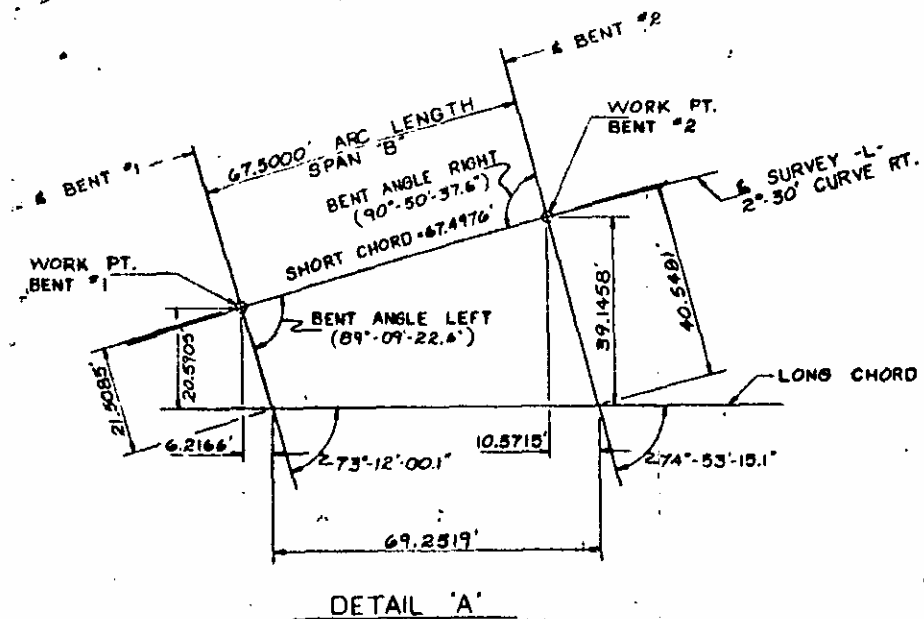 ℄ BENT #2
WORK PT.
BENT #2
67.5000' ARC LENGTH
SPAN "B"
℄ BENT #1
BENT ANGLE RIGHT
(90°-50'-37.6")
℄ SURVEY -L-
2°-30' CURVE RT.
SHORT CHORD = 67.4976'
WORK PT.
BENT #1
BENT ANGLE LEFT
(89°-09'-22.6")
39.1458'
40.5481'
20.5905'
21.5085'
LONG CHORD
6.2166'
10.5715'
73°-12'-00.1"
74°-53'-15.1"
69.2519'
DETAIL 'A'